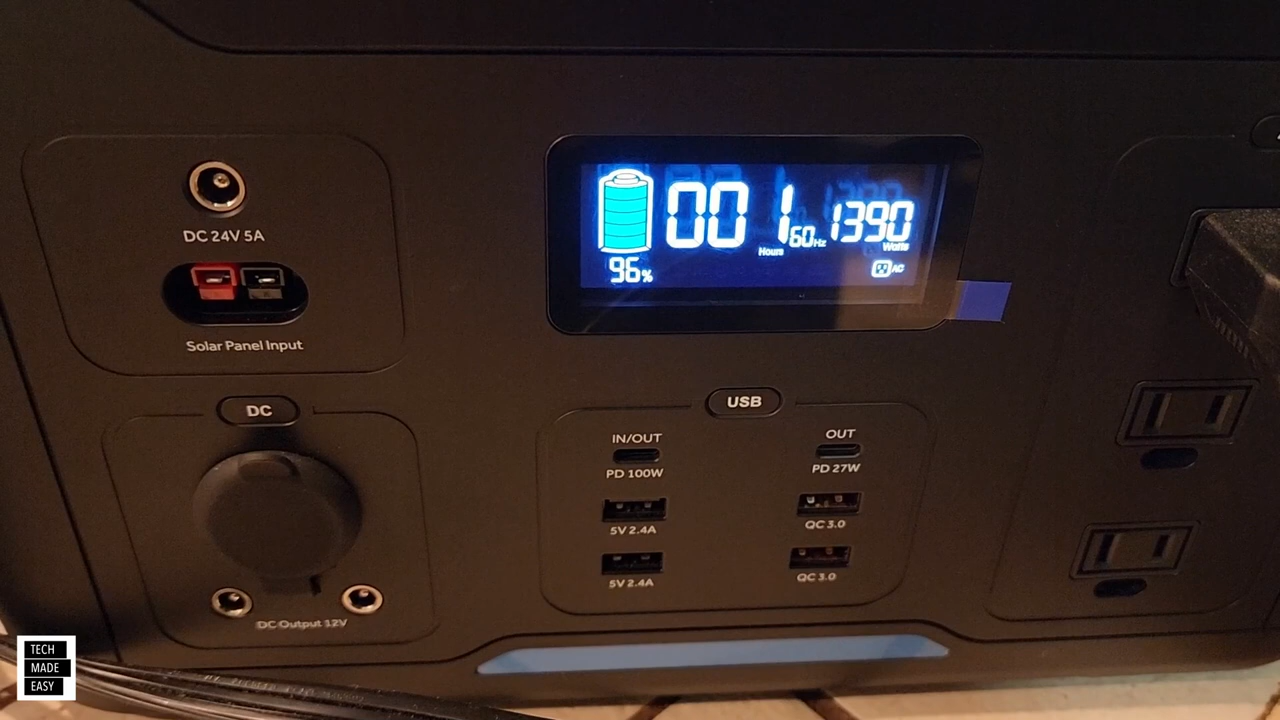 DC 24V 5A
Solar Panel Input
001 Hours 60Hz 1390 Watts
96%
AC
DC
DC Output 12V
USB
IN/OUT
PD 100W
OUT
PD 27W
5V 2.4A
QC 3.0
5V 2.4A
QC 3.0
TECH
MADE
EASY